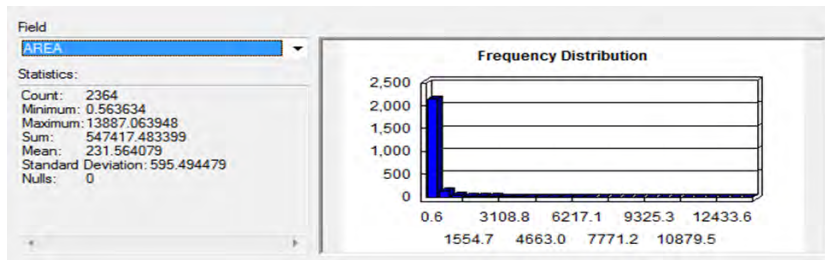 Field
AREA
Statistics:
Count: 2364
Minimum: 0.563634
Maximum: 13887.063948
Sum: 547417.483399
Mean: 231.564079
Standard Deviation: 595.494479
Nulls: 0
Frequency Distribution
2,500
2,000
1,500
1,000
500
0
0.6 3108.8 6217.1 9325.3 12433.6
1554.7 4663.0 7771.2 10879.5